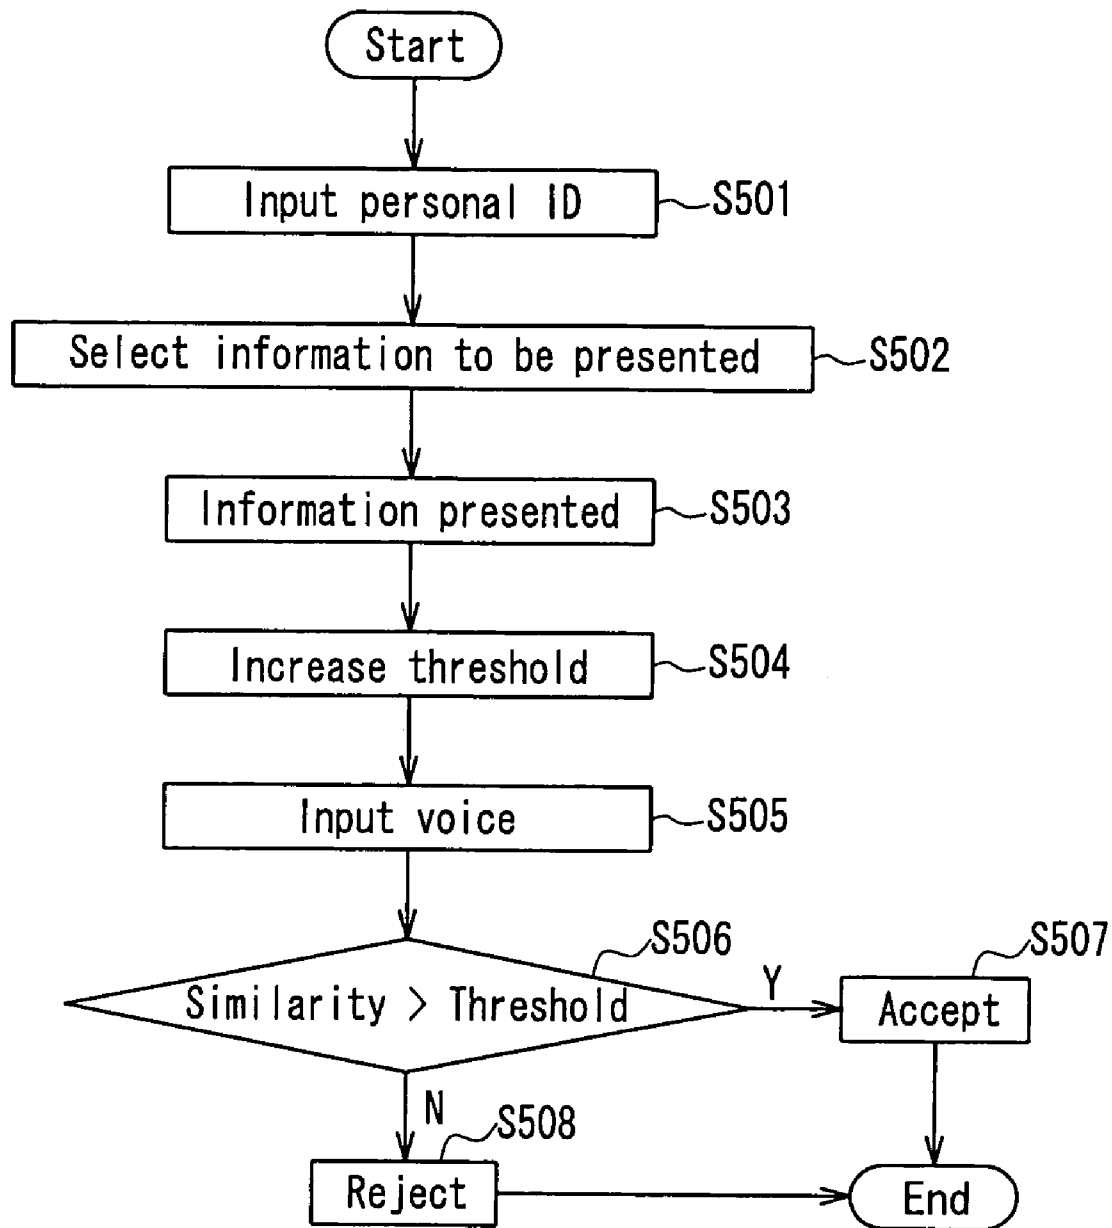 Start
Input personal ID
S501
Select information to be presented
S502
Information presented
S503
Increase threshold
S504
Input voice
S505
Similarity > Threshold
S506
Y
Accept
S507
N
Reject
S508
End